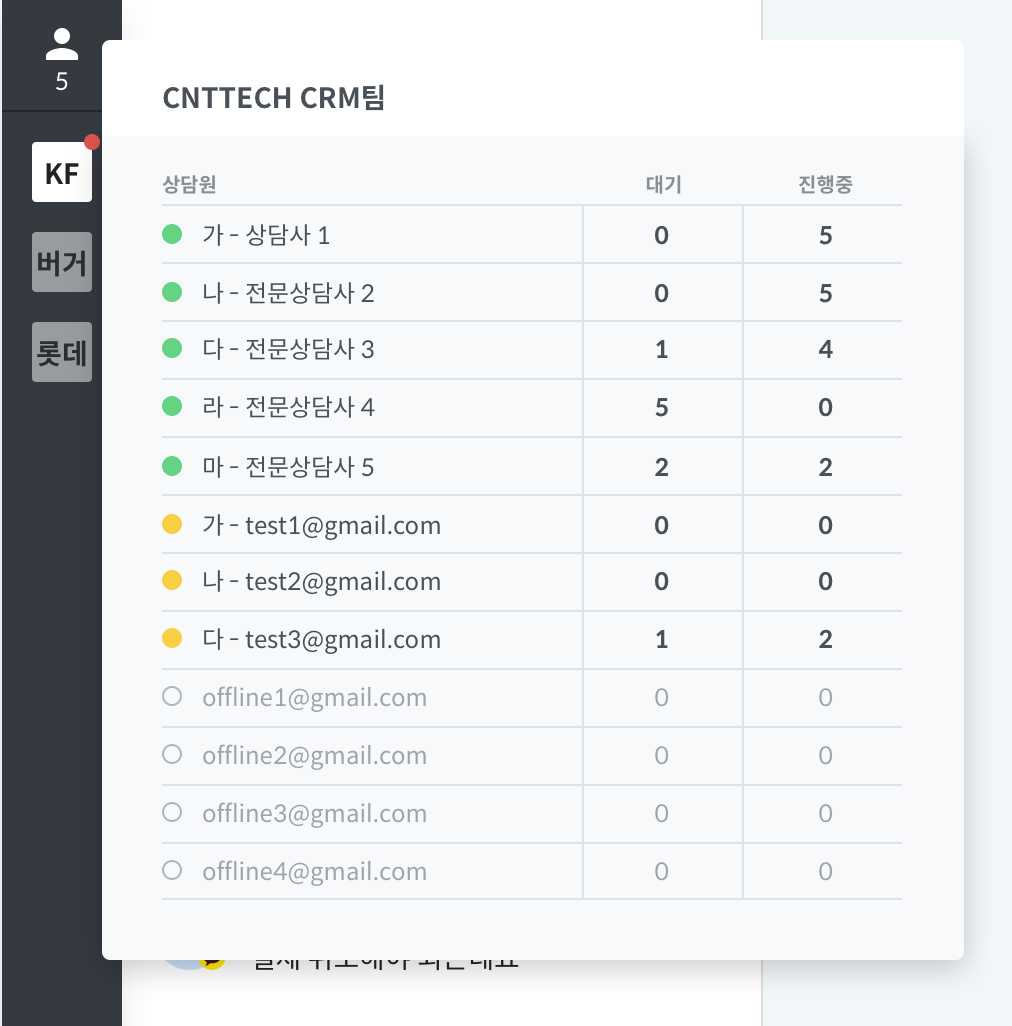 5
KF
버거
롯데
CNTTECH CRM팀
상담원 대기 진행중
가 - 상담사 1 0 5
나 - 전문상담사 2 0 5
다 - 전문상담사 3 1 4
라 - 전문상담사 4 5 0
마 - 전문상담사 5 2 2
가 - test1@gmail.com 0 0
나 - test2@gmail.com 0 0
다 - test3@gmail.com 1 2
offline1@gmail.com 0 0
offline2@gmail.com 0 0
offline3@gmail.com 0 0
offline4@gmail.com 0 0